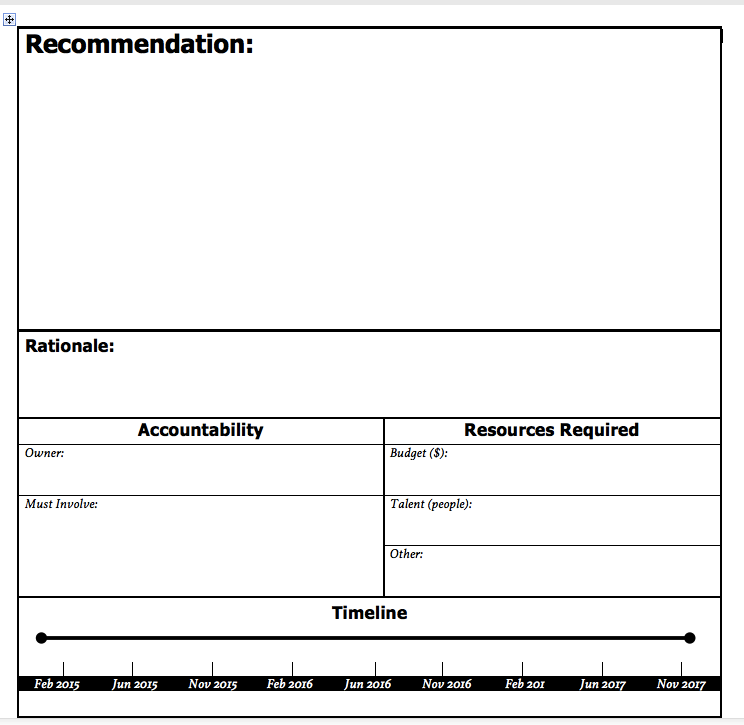 Recommendation:
Rationale:
Accountability
Resources Required
Owner:
Budget ($):
Must Involve:
Talent (people):
Other:
Timeline
Feb 2015 Jun 2015 Nov 2015 Feb 2016 Jun 2016 Nov 2016 Feb 201 Jun 2017 Nov 2017